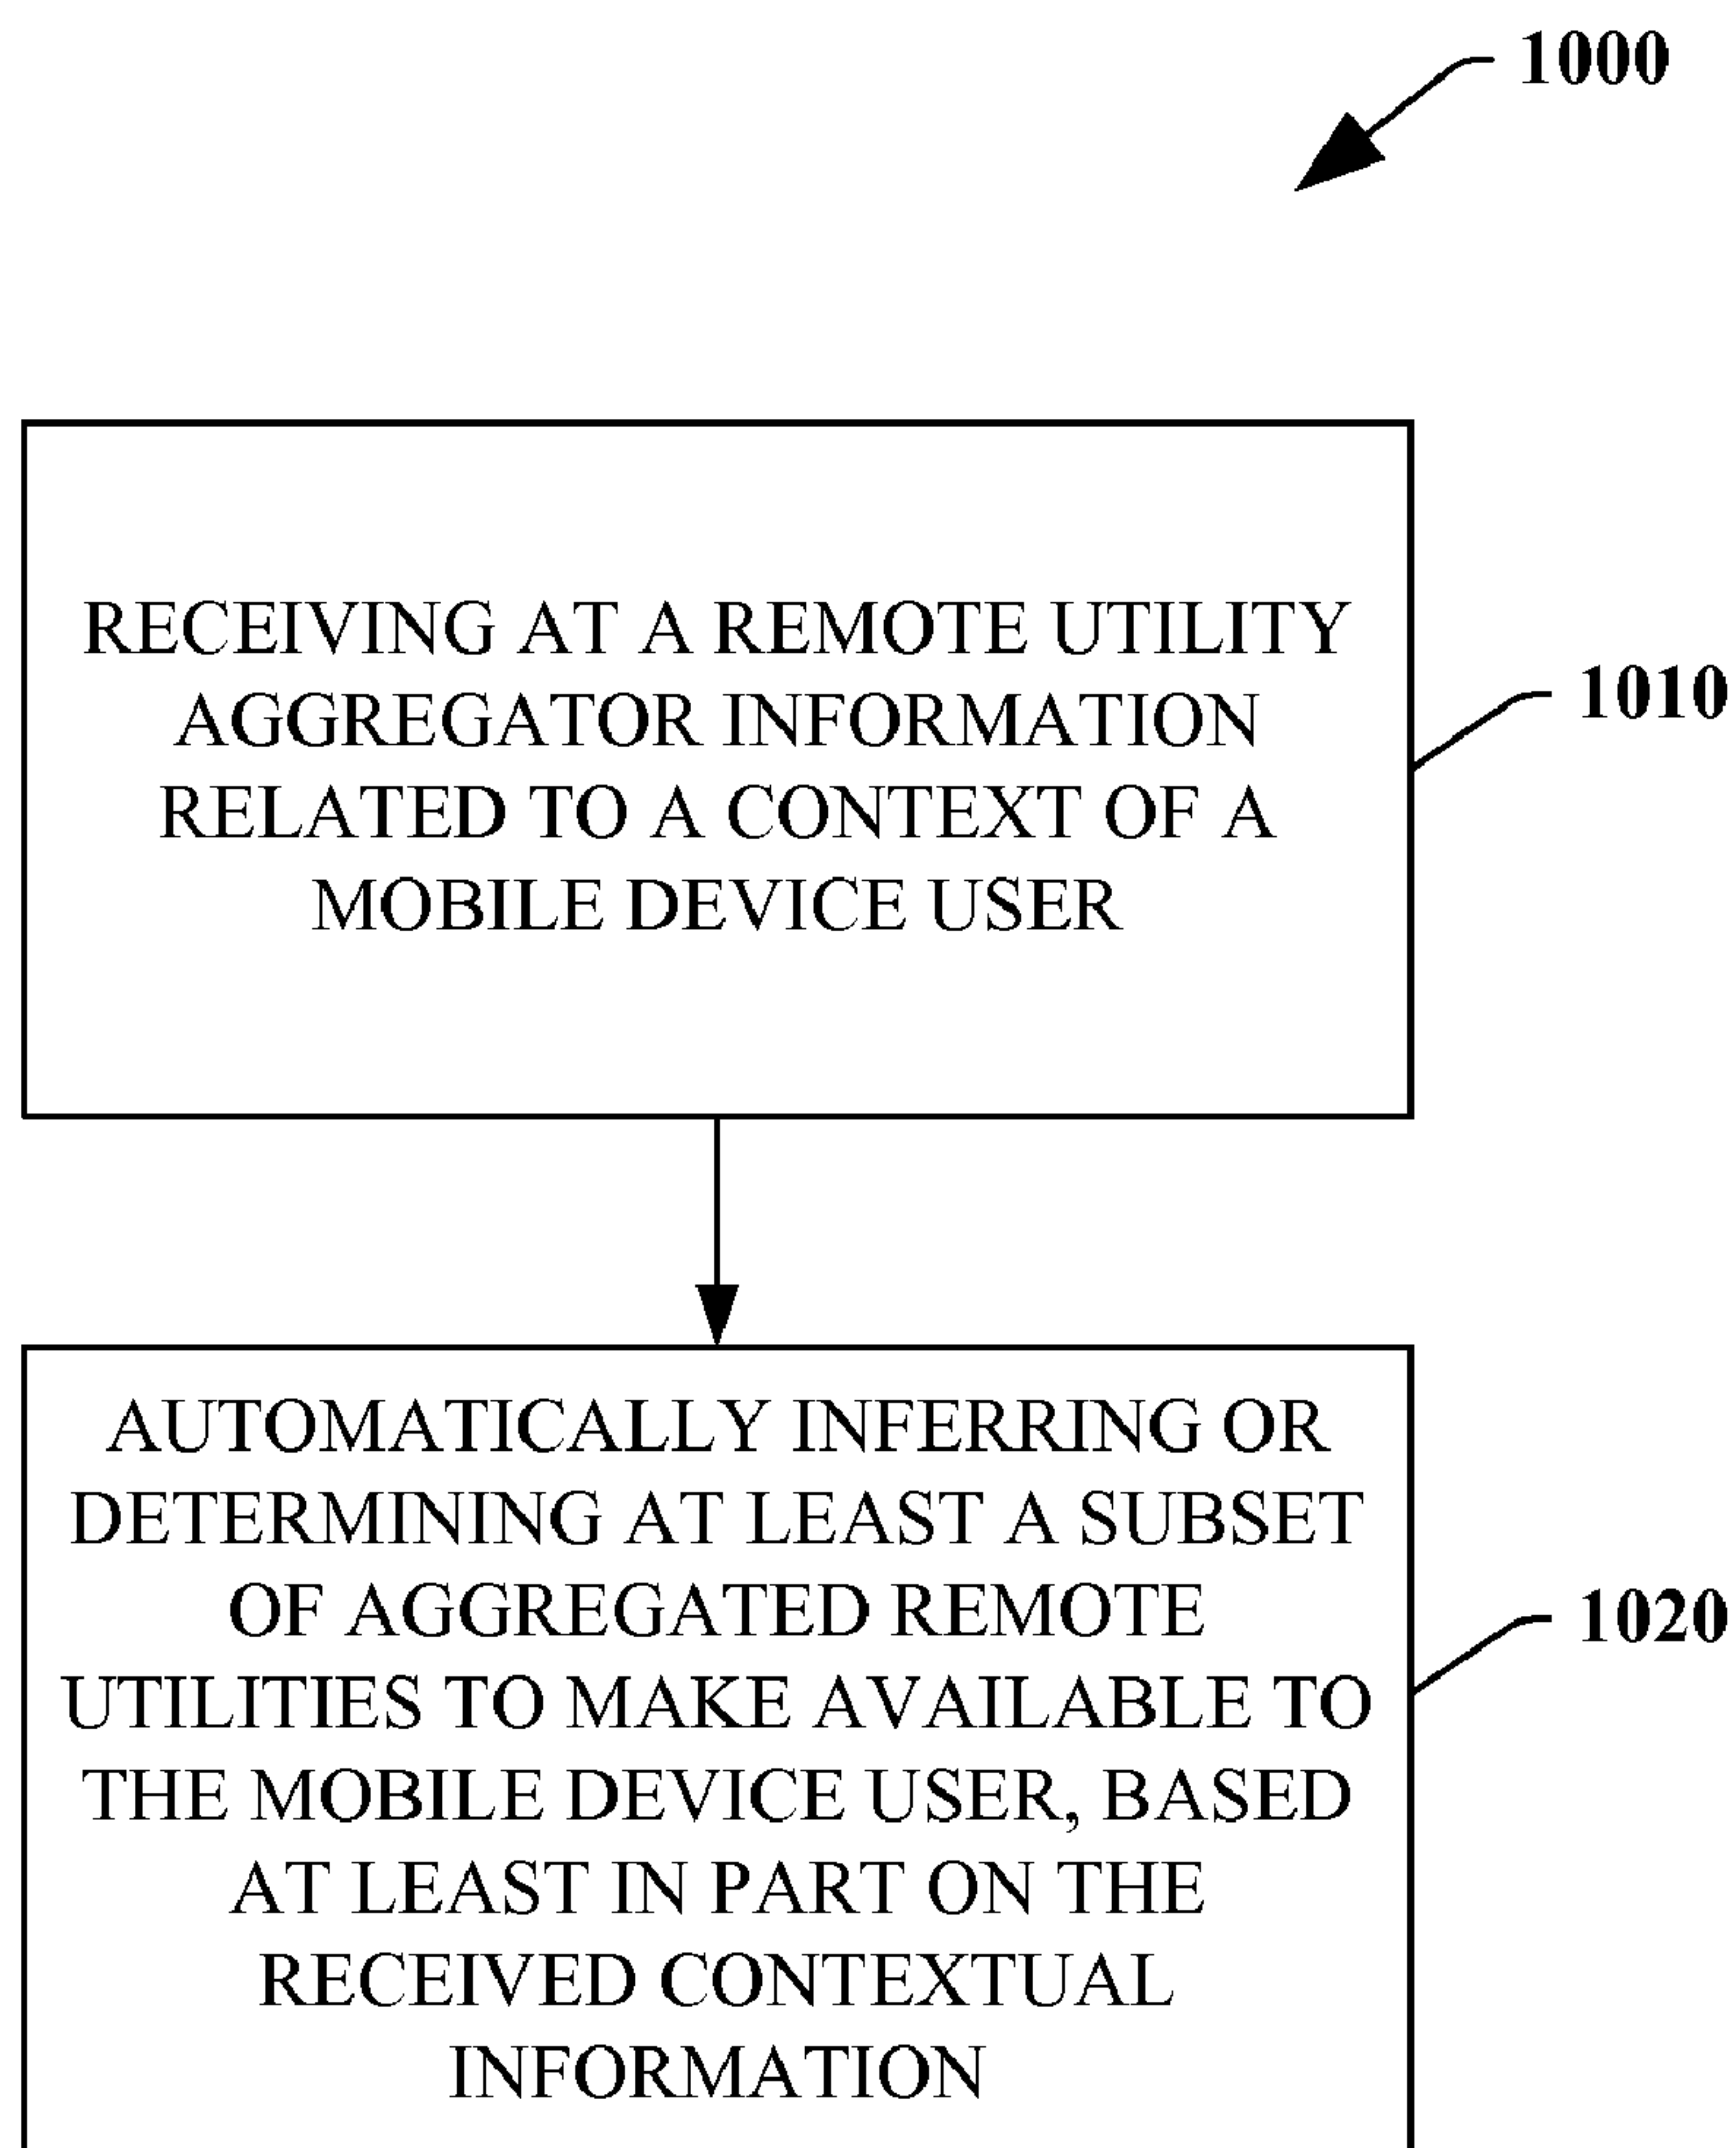 1000
RECEIVING AT A REMOTE UTILITY
AGGREGATOR INFORMATION
RELATED TO A CONTEXT OF A
MOBILE DEVICE USER
1010
AUTOMATICALLY INFERRING OR
DETERMINING AT LEAST A SUBSET
OF AGGREGATED REMOTE
UTILITIES TO MAKE AVAILABLE TO
THE MOBILE DEVICE USER, BASED
AT LEAST IN PART ON THE
RECEIVED CONTEXTUAL
INFORMATION
1020